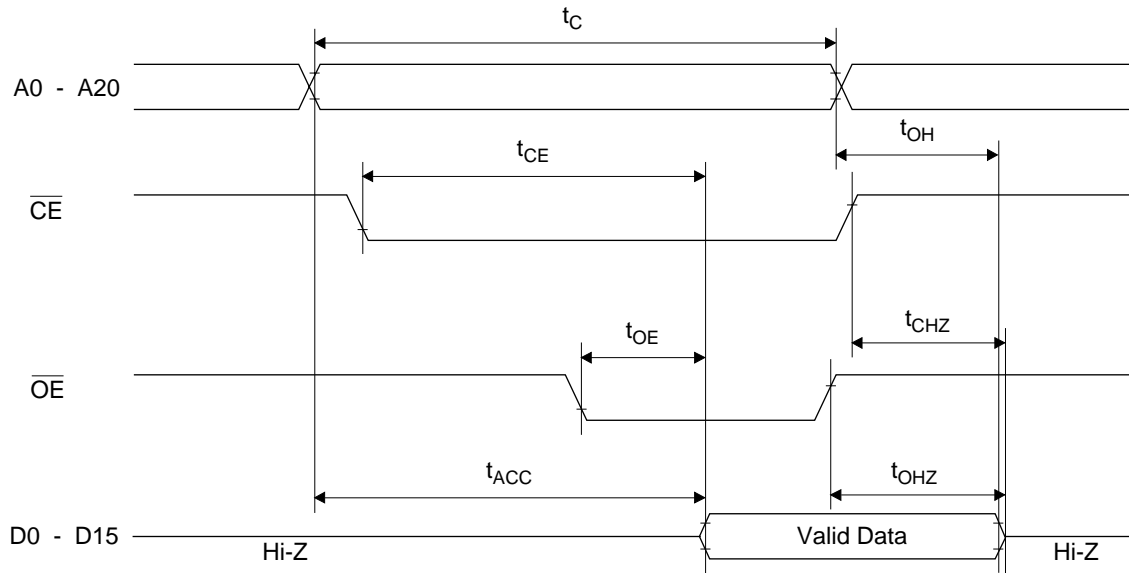 t_C
A0 - A20
t_OH
t_CE
CE
t_CHZ
t_OE
OE
t_ACC
t_OHZ
D0 - D15
Valid Data
Hi-Z
Hi-Z